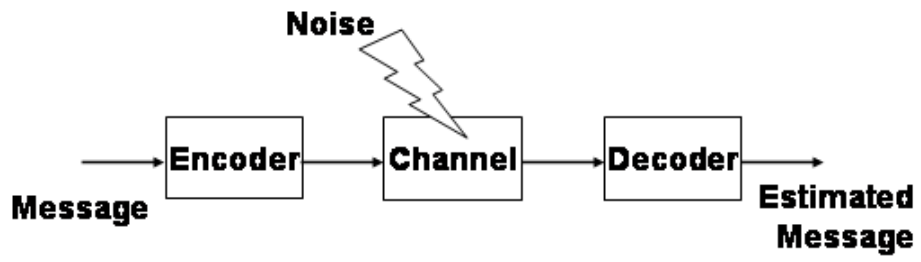 Noise
Encoder
Channel
Decoder
Message
Estimated
Message